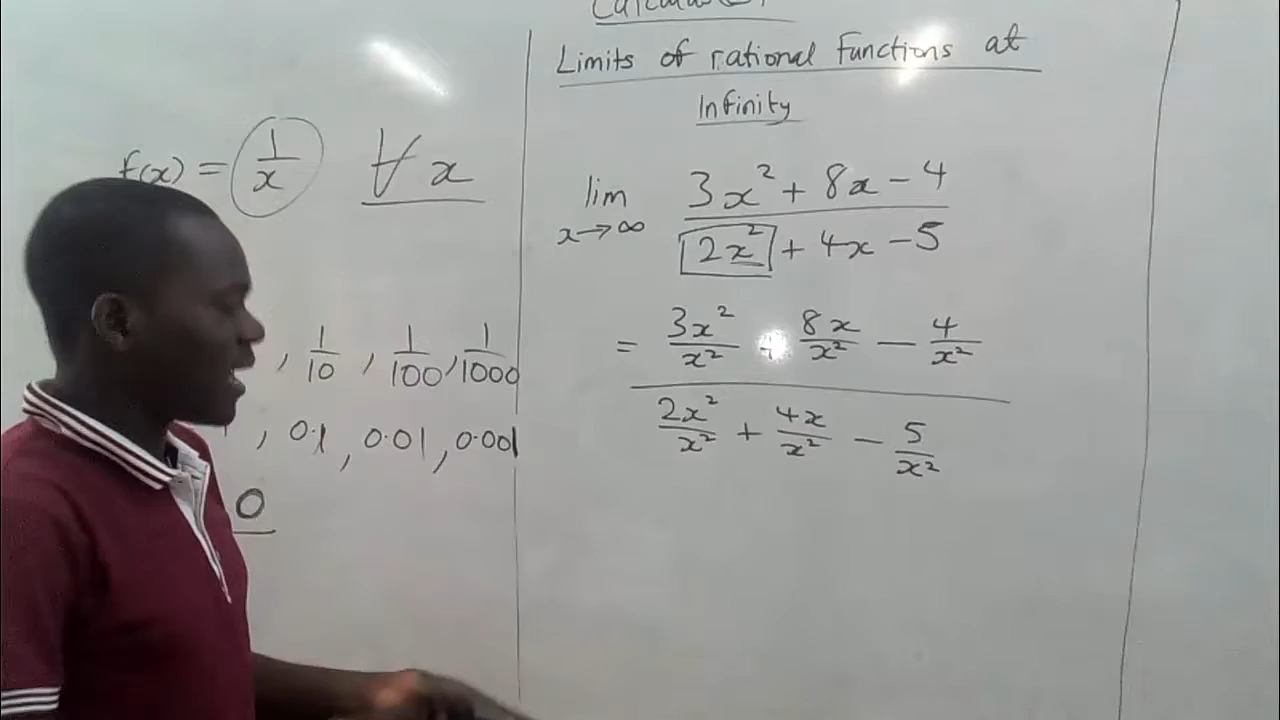 Calculus
Limits of rational functions at
Infinity
f(x) = 1/x ∀ x
, 1/10 , 1/100 , 1/1000
, 0.1 , 0.01 , 0.001
0
lim x→∞ (3x² + 8x - 4)/(2x² + 4x - 5)
= (3x²/x² + 8x/x² - 4/x²)/(2x²/x² + 4x/x² - 5/x²)